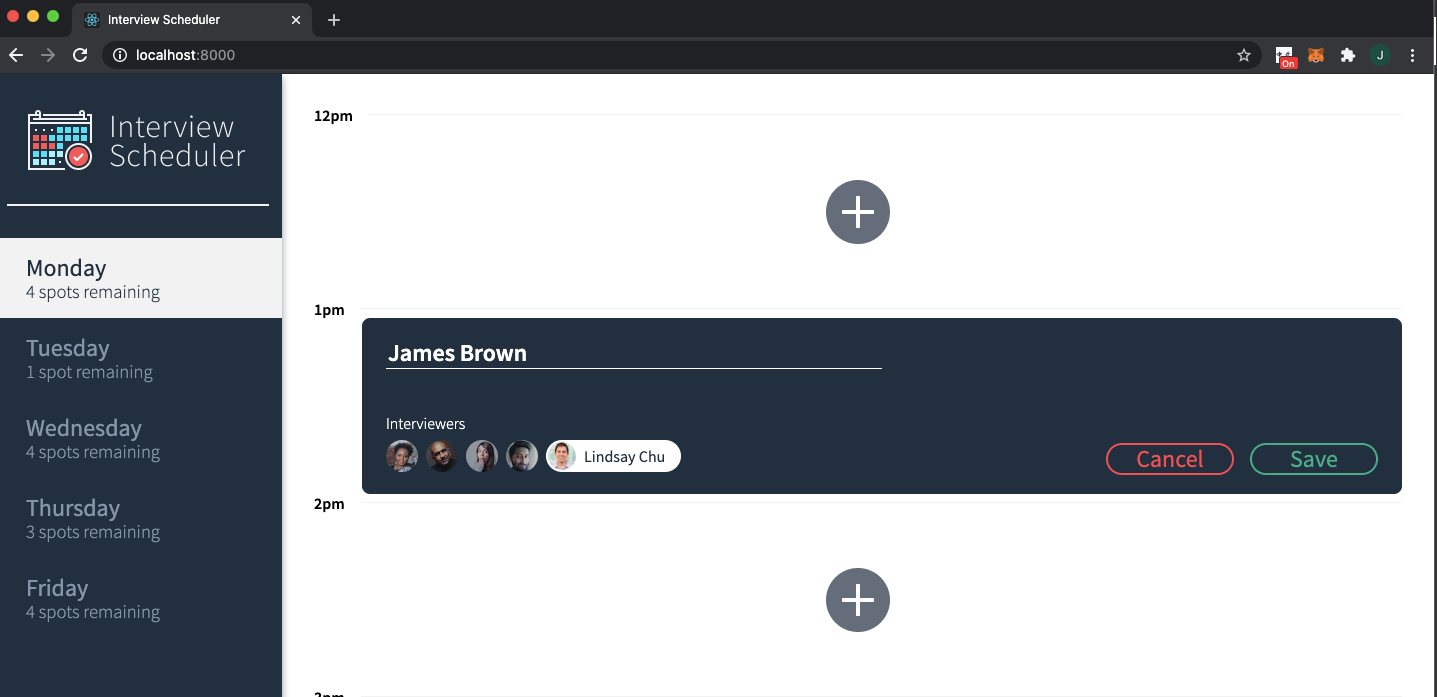 Interview Scheduler
localhost:8000
On
J
Interview
Scheduler
Monday
4 spots remaining
Tuesday
1 spot remaining
Wednesday
4 spots remaining
Thursday
3 spots remaining
Friday
4 spots remaining
12pm
1pm
James Brown
Interviewers
Lindsay Chu
Cancel
Save
2pm